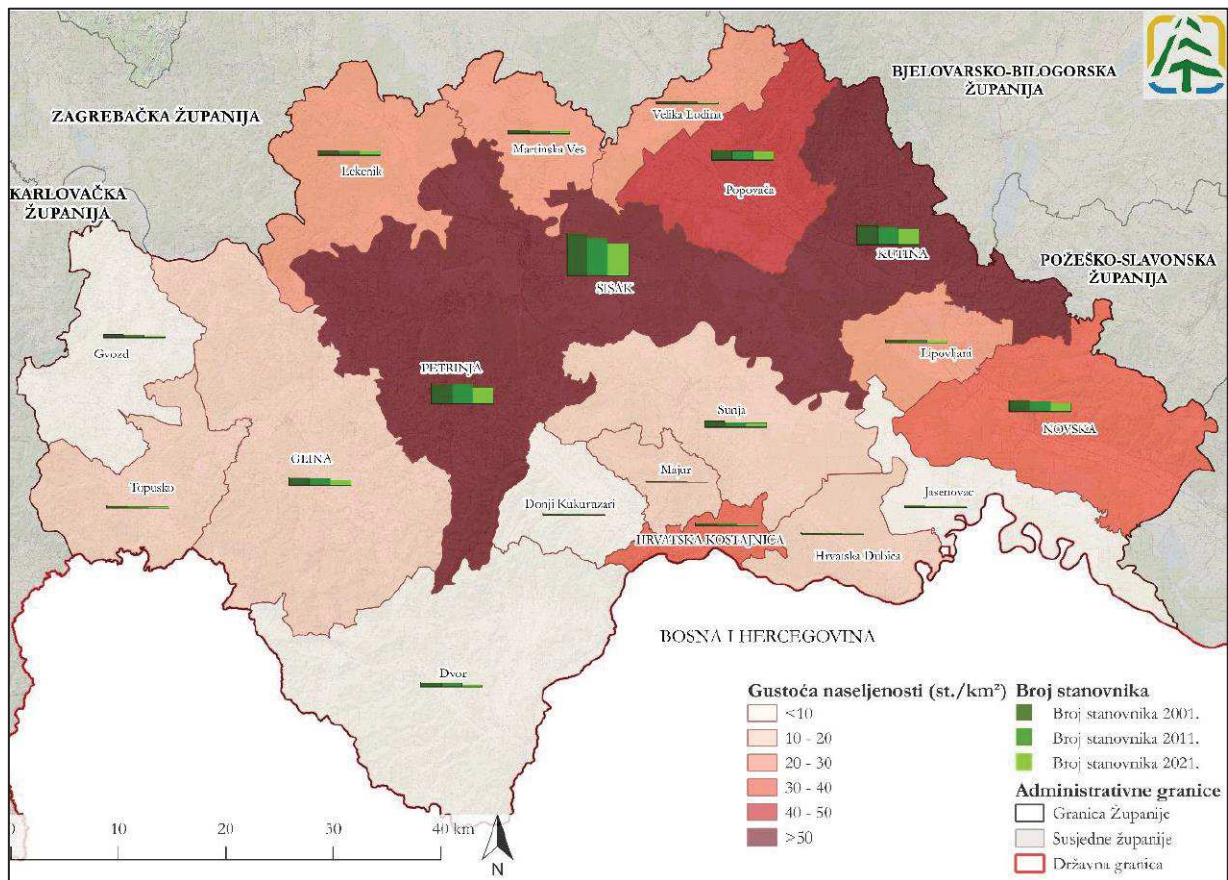 BJELOVARSKO-BILOGORSKA
ŽUPANIJA
ZAGREBAČKA ŽUPANIJA
Velika Ludina
Martinska Ves
Lekenik
Popovača
KARLOVAČKA
ŽUPANIJA
KUTINA
POŽEŠKO-SLAVONSKA
ŽUPANIJA
SISAK
Gvozd
Lipovljani
PETRINJA
Sunja
NOVSKA
GLINA
Majur
Topusko
Jasenovac
Donji Kukuruzari
HRVATSKA KOSTAJNICA
Hrvatska Dubica
BOSNA I HERCEGOVINA
Dvor
Gustoća naseljenosti (st./km²)
<10
10 - 20
20 - 30
30 - 40
40 - 50
>50
Broj stanovnika
Broj stanovnika 2001.
Broj stanovnika 2011.
Broj stanovnika 2021.
Administrativne granice
Granica Županije
Susjedne županije
Državna granica
0 10 20 40 km
N